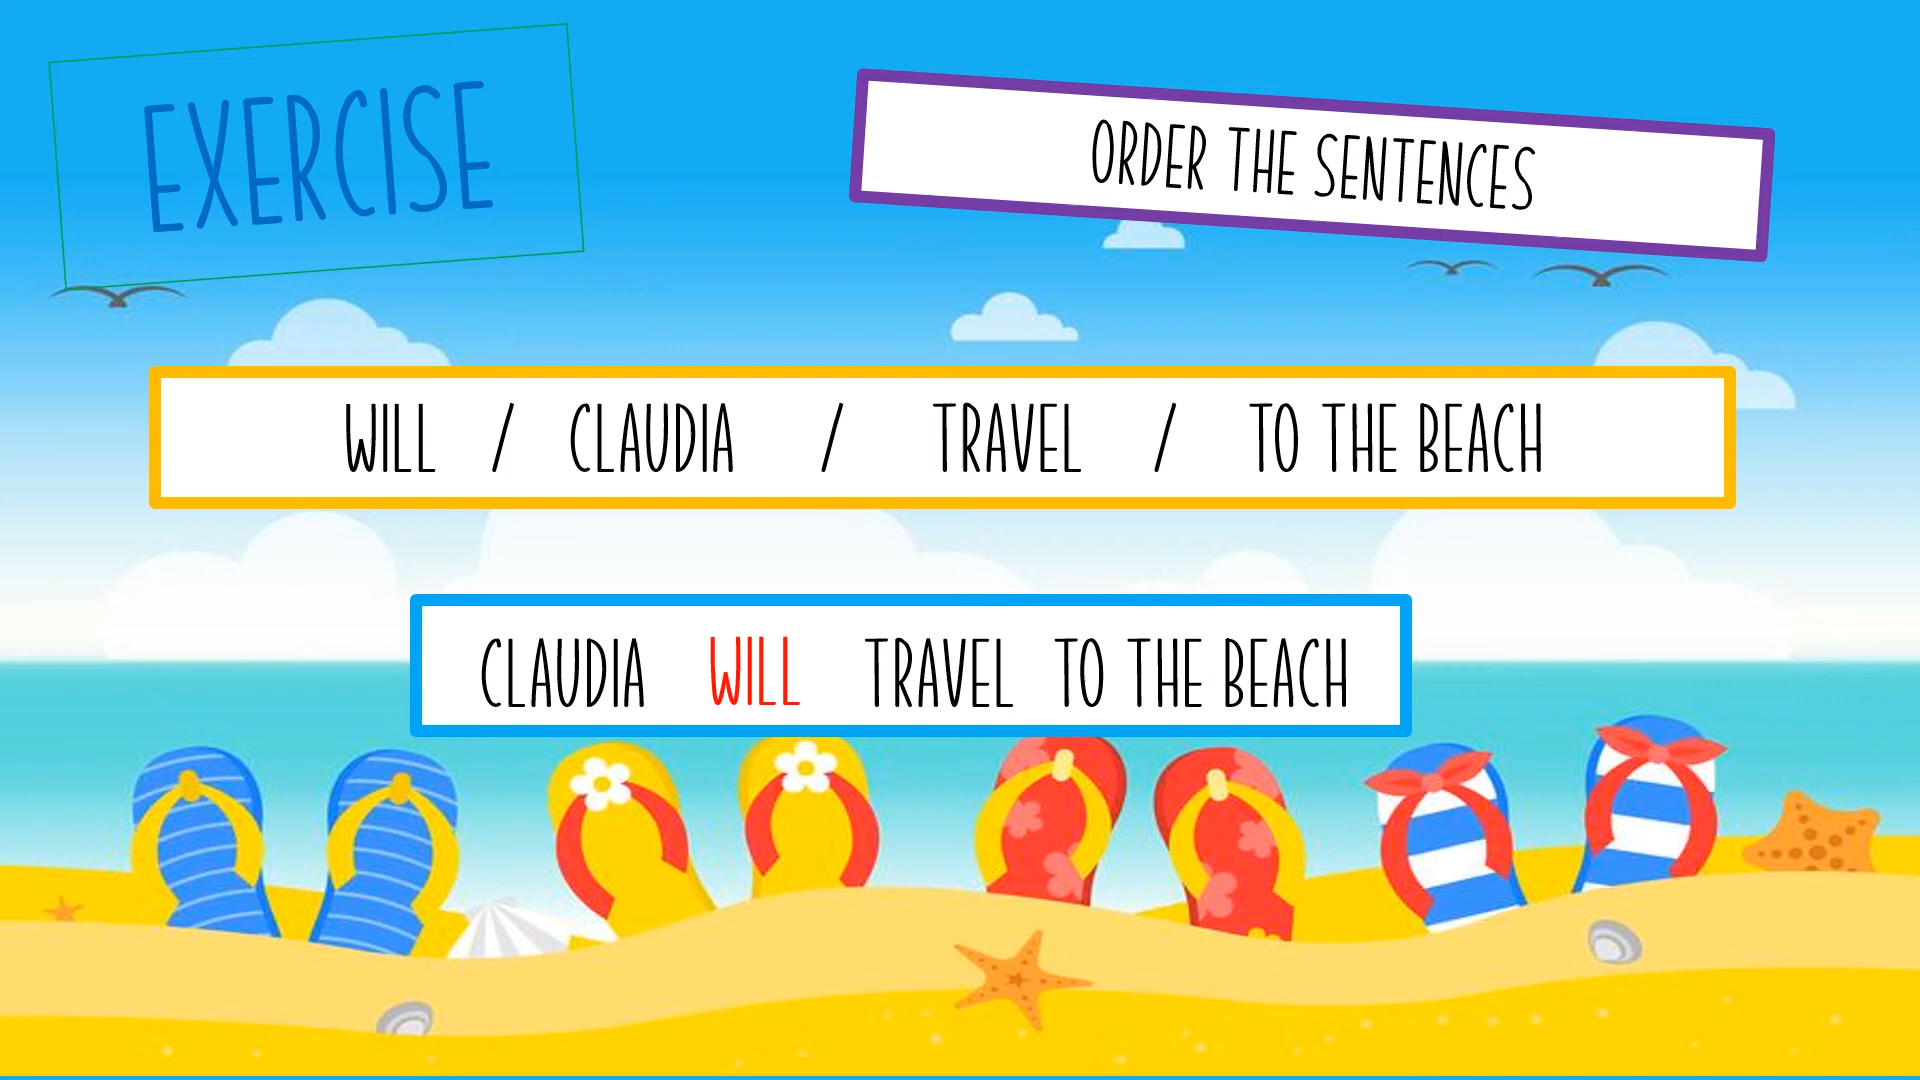 EXERCISE
ORDER THE SENTENCES
WILL / CLAUDIA / TRAVEL / TO THE BEACH
CLAUDIA WILL TRAVEL TO THE BEACH